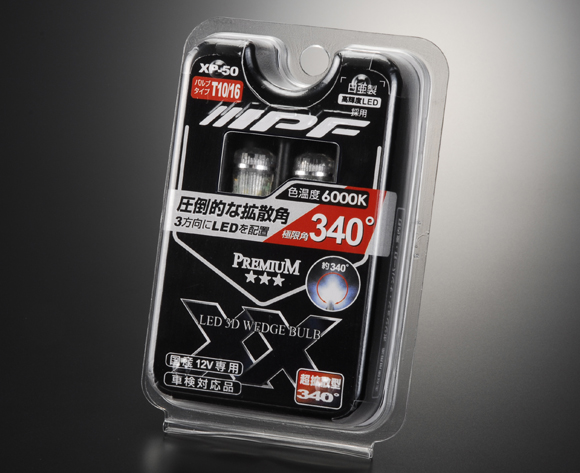 XP-50
バルブ
タイプ T10/16
日亜製
高輝度LED
採用
IPF
色温度 6000K
圧倒的な拡散角
3方向にLEDを配置
極限角 340°
PREMIUM
★★★
約340°
LED 3D WEDGE BULB
XX
国産12V専用
車検対応品
超拡散型
340°